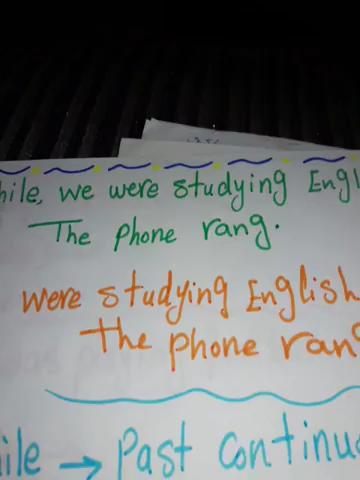 hile, we were studying Engl
The phone rang.
were studying English
The phone ran
ile → Past continu